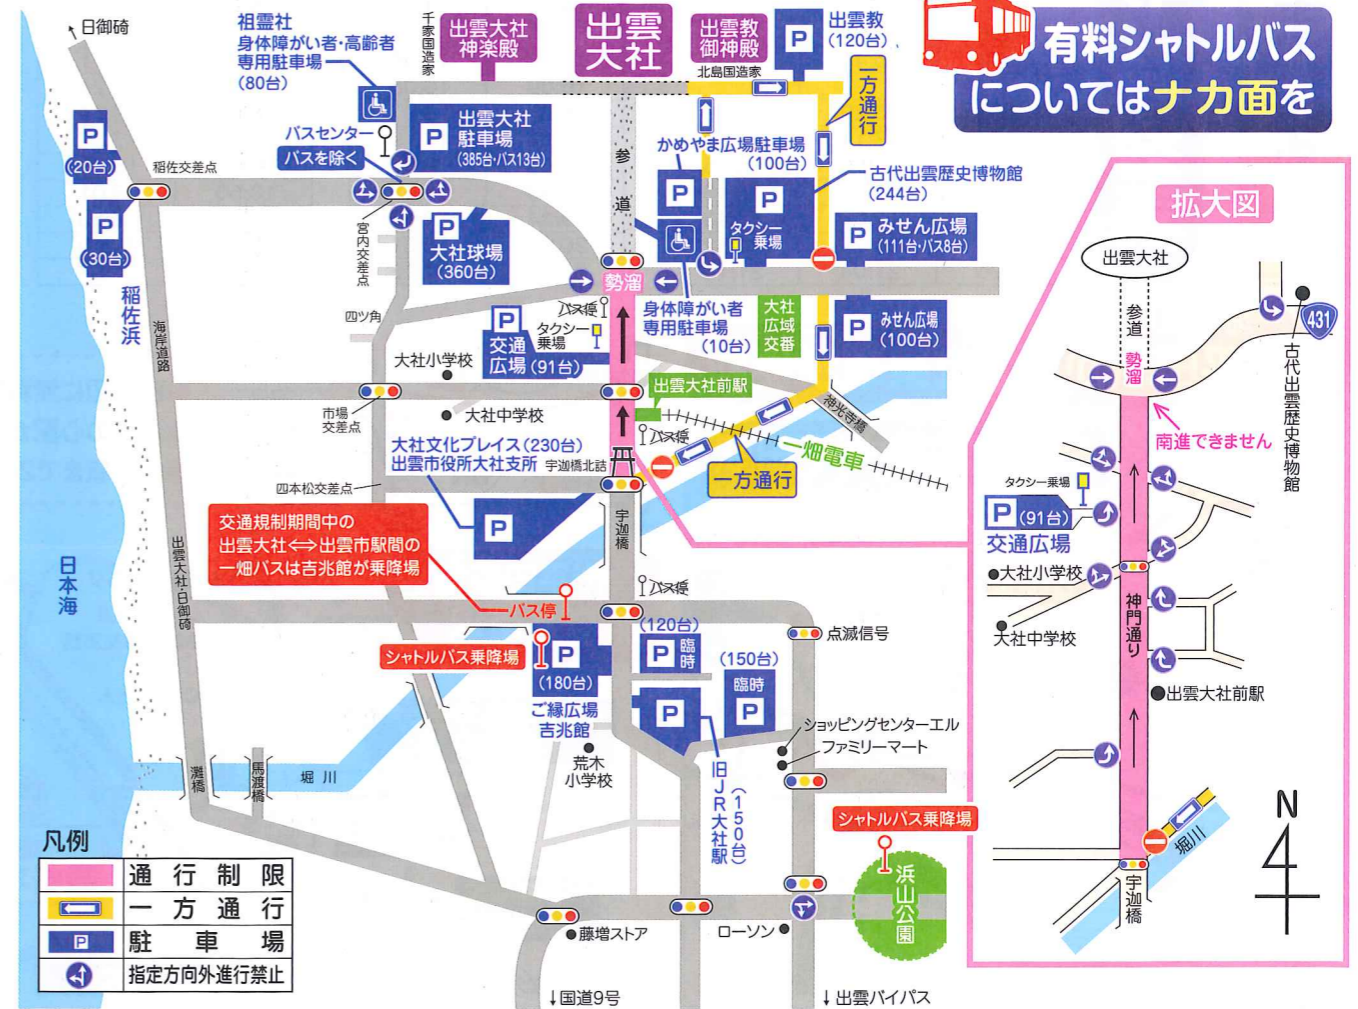 有料シャトルバス
についてはナカ面を
日御碕
祖霊社
身体障がい者・高齢者
専用駐車場
(80台)
千家国造家
出雲大社
神楽殿
出雲
大社
出雲教
御神殿
北島国造家
P
出雲教
(120台)
一方通行
P
(20台)
稲佐交差点
P
(30台)
稲佐浜
バスセンター
バスを除く
P
出雲大社
駐車場
(385台・バス13台)
宮内交差点
P
大社球場
(360台)
参道
かめやま広場駐車場
(100台)
P
P
タクシー
乗場
古代出雲歴史博物館
(244台)
P
みせん広場
(111台・バス8台)
勢溜
バス停
身体障がい者
専用駐車場
(10台)
大社
広域
交番
P
みせん広場
(100台)
四ツ角
P
交通
広場(91台)
タクシー
乗場
大社小学校
市場
交差点
大社中学校
出雲大社前駅
バス停
神光寺橋
一畑電車
一方通行
大社文化プレイス(230台)
出雲市役所大社支所
宇迦橋北詰
四本松交差点
P
宇迦橋
海岸道路
出雲大社・日御碕
日本海
交通規制期間中の
出雲大社⇔出雲市駅間の
一畑バスは吉兆館が乗降場
バス停
バス停
シャトルバス乗降場
P
(180台)
ご縁広場
吉兆館
(120台)
P
臨時
(150台)
臨時
P
P
旧JR大社駅
(150台)
点滅信号
ショッピングセンターエル
ファミリーマート
荒木
小学校
灘橋
馬渡橋
堀川
シャトルバス乗降場
浜山公園
藤増ストア
ローソン
↓国道9号
↓出雲バイパス
凡例
通行制限
一方通行
P
駐車場
指定方向外進行禁止
拡大図
出雲大社
参道
勢溜
431
古代出雲歴史博物館
南進できません
タクシー乗場
P
(91台)
交通広場
大社小学校
大社中学校
神門通り
出雲大社前駅
堀川
宇迦橋
N